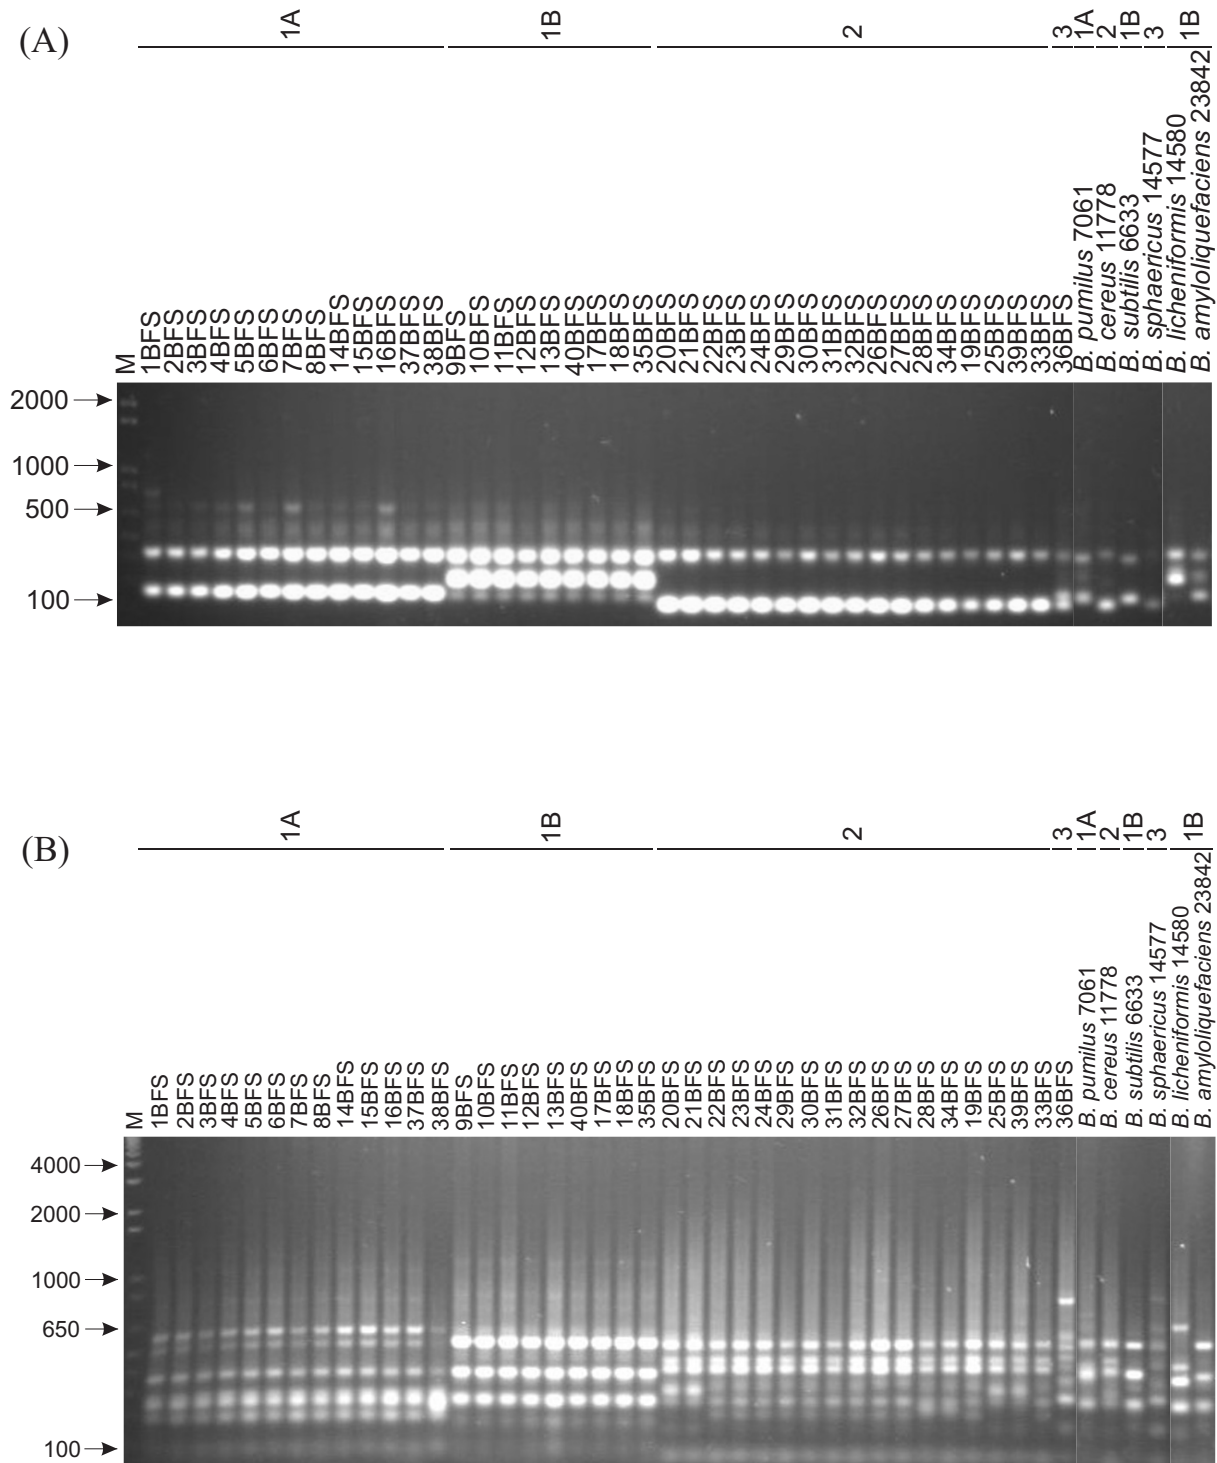 (A)
1A
1B
2
3
1A
2
1B
3
1B
M
1BFS
2BFS
3BFS
4BFS
5BFS
6BFS
7BFS
8BFS
14BFS
15BFS
16BFS
37BFS
38BFS
9BFS
10BFS
11BFS
12BFS
13BFS
40BFS
17BFS
18BFS
35BFS
20BFS
21BFS
22BFS
23BFS
24BFS
29BFS
30BFS
31BFS
32BFS
26BFS
27BFS
28BFS
34BFS
19BFS
25BFS
39BFS
33BFS
36BFS
B. pumilus 7061
B. cereus 11778
B. subtilis 6633
B. sphaericus 14577
B. licheniformis 14580
B. amyloliquefaciens 23842
2000
1000
500
100
(B)
1A
1B
2
3
1A
2
1B
3
1B
M
1BFS
2BFS
3BFS
4BFS
5BFS
6BFS
7BFS
8BFS
14BFS
15BFS
16BFS
37BFS
38BFS
9BFS
10BFS
11BFS
12BFS
13BFS
40BFS
17BFS
18BFS
35BFS
20BFS
21BFS
22BFS
23BFS
24BFS
29BFS
30BFS
31BFS
32BFS
26BFS
27BFS
28BFS
34BFS
19BFS
25BFS
39BFS
33BFS
36BFS
B. pumilus 7061
B. cereus 11778
B. subtilis 6633
B. sphaericus 14577
B. licheniformis 14580
B. amyloliquefaciens 23842
4000
2000
1000
650
100